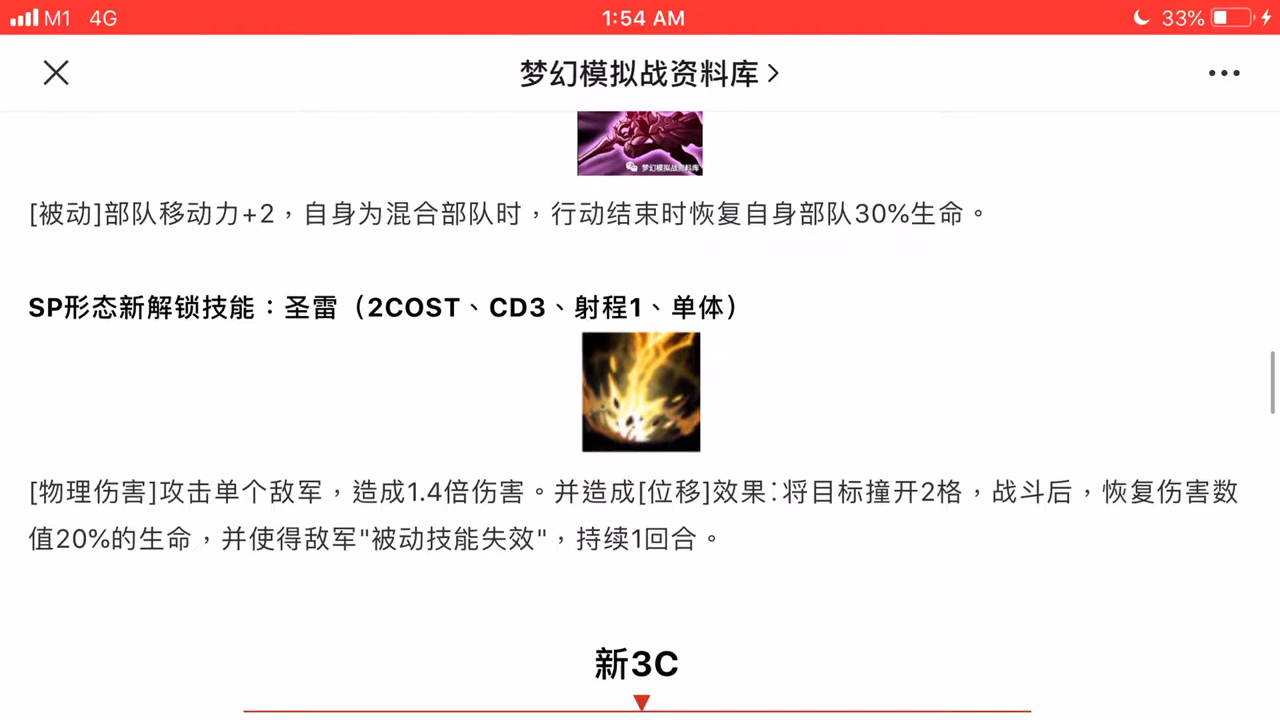 M1 4G 1:54 AM 33%
梦幻模拟战资料库
梦幻模拟战资料库
[被动]部队移动力+2，自身为混合部队时，行动结束时恢复自身部队30%生命。
SP形态新解锁技能：圣雷（2COST、CD3、射程1、单体）
[物理伤害]攻击单个敌军，造成1.4倍伤害。并造成[位移]效果:将目标撞开2格，战斗后，恢复伤害数
值20%的生命，并使得敌军"被动技能失效"，持续1回合。
新3C